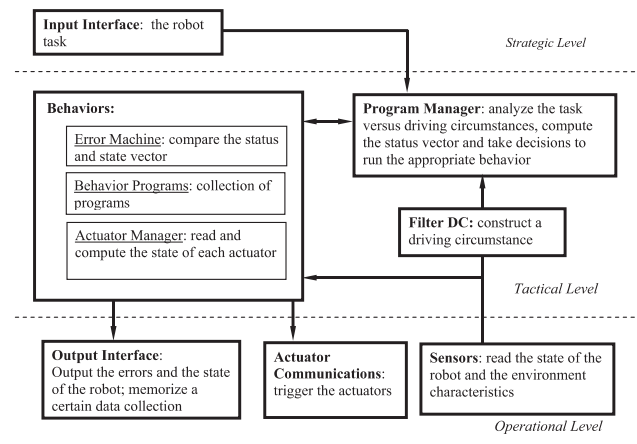 Input Interface:  the robot
task
Strategic Level
Behaviors:
Error Machine: compare the status
and state vector
Behavior Programs: collection of
programs
Actuator Manager: read and
compute the state of each actuator
Program Manager: analyze the task
versus driving circumstances, compute
the status vector and take decisions to
run the appropriate behavior
Filter DC: construct a
driving circumstance
Tactical Level
Output Interface:
Output the errors and the state
of the robot; memorize a
certain data collection
Actuator
Communications:
trigger the actuators
Sensors: read the state of the
robot and the environment
characteristics
Operational Level